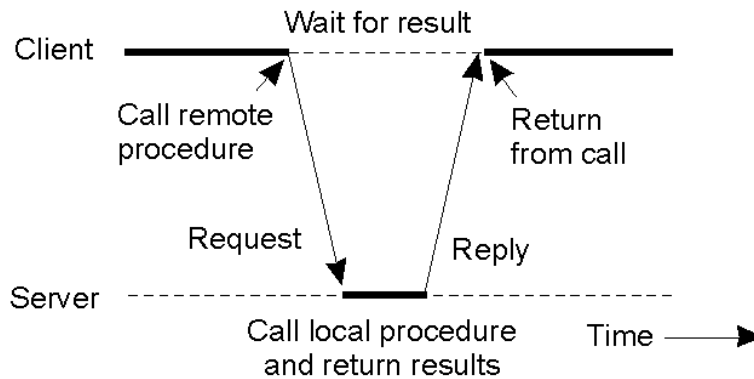 Wait for result
Client
Call remote
procedure
Return
from call
Request
Reply
Server
Call local procedure
and return results
Time